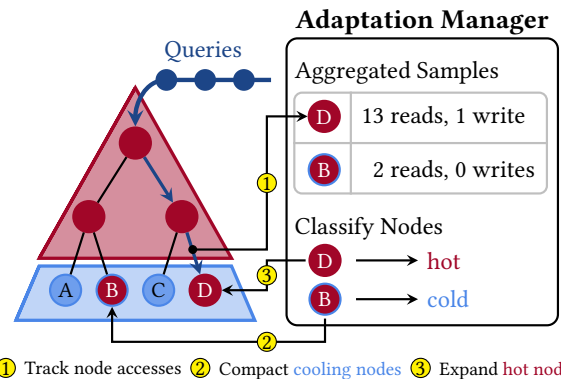 Adaptation Manager
Queries
Aggregated Samples
D 13 reads, 1 write
B 2 reads, 0 writes
1
Classify Nodes
D hot
B cold
3
A B C D
2
1 Track node accesses 2 Compact cooling nodes 3 Expand hot nod